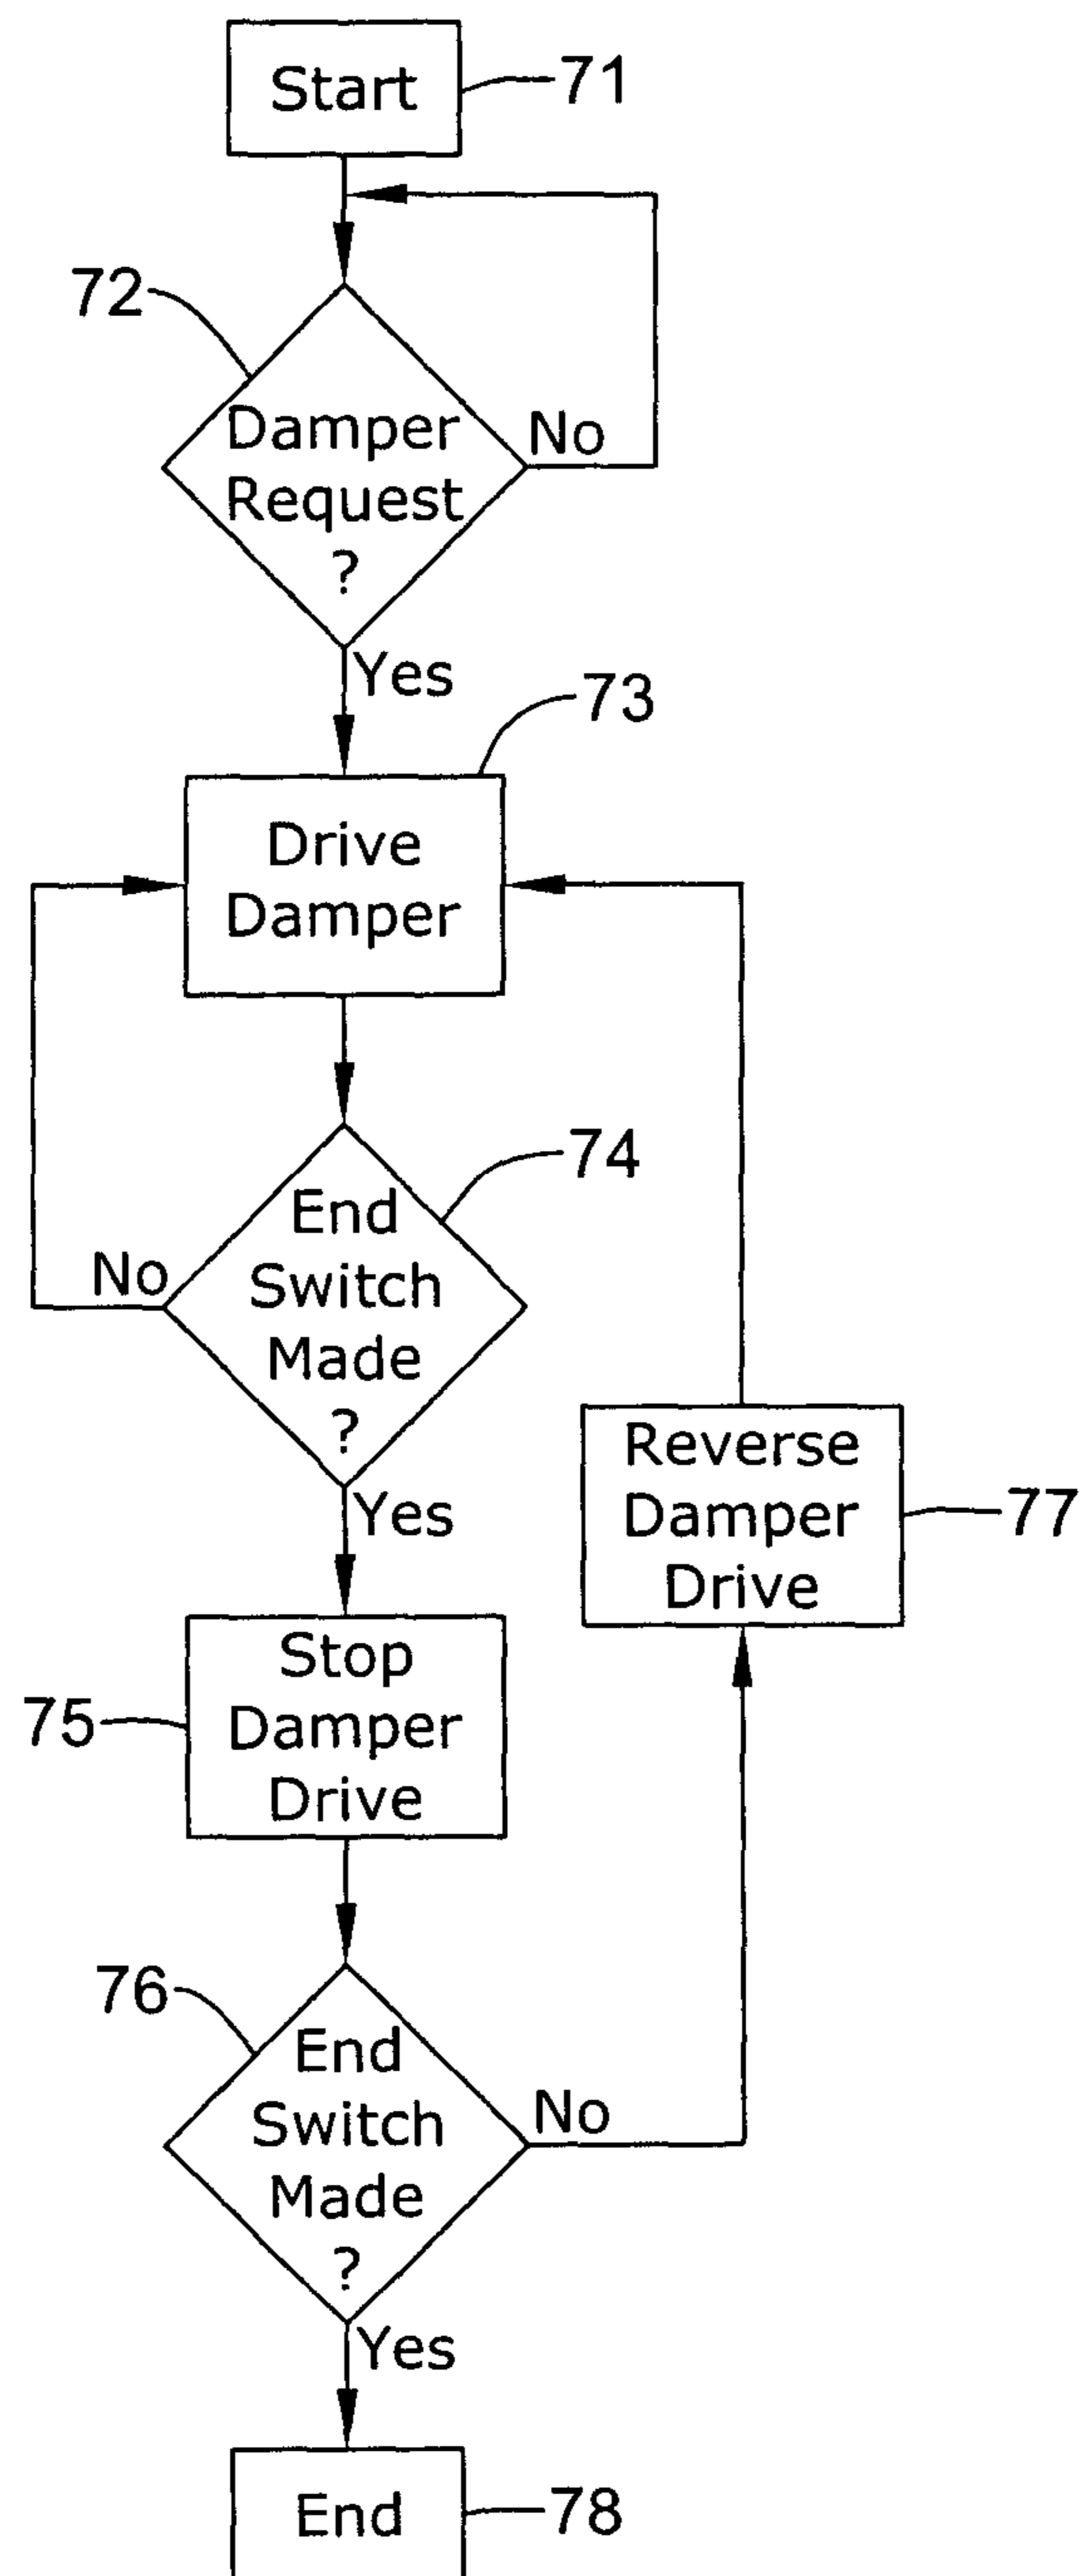 Start
71
72
Damper
Request
?
No
Yes
73
Drive
Damper
74
End
Switch
Made
?
No
Yes
Reverse
Damper
Drive
77
Stop
Damper
Drive
75
76
End
Switch
Made
?
No
Yes
End
78